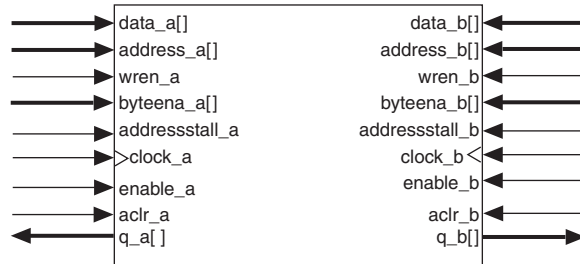 data_a[] data_b[]
address_a[] address_b[]
wren_a wren_b
byteena_a[] byteena_b[]
addressstall_a addressstall_b
clock_a clock_b
enable_a enable_b
aclr_a aclr_b
q_a[ ] q_b[]